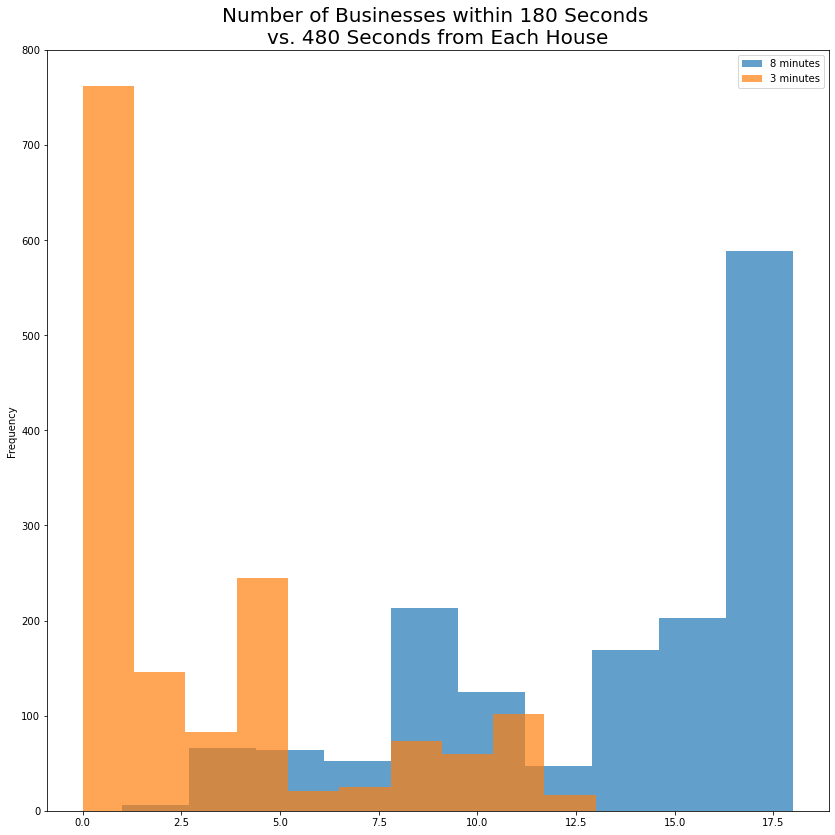 Number of Businesses within 180 Seconds
vs. 480 Seconds from Each House
8 minutes
3 minutes
800
700
600
500
400
300
200
100
0
Frequency
0.0 2.5 5.0 7.5 10.0 12.5 15.0 17.5